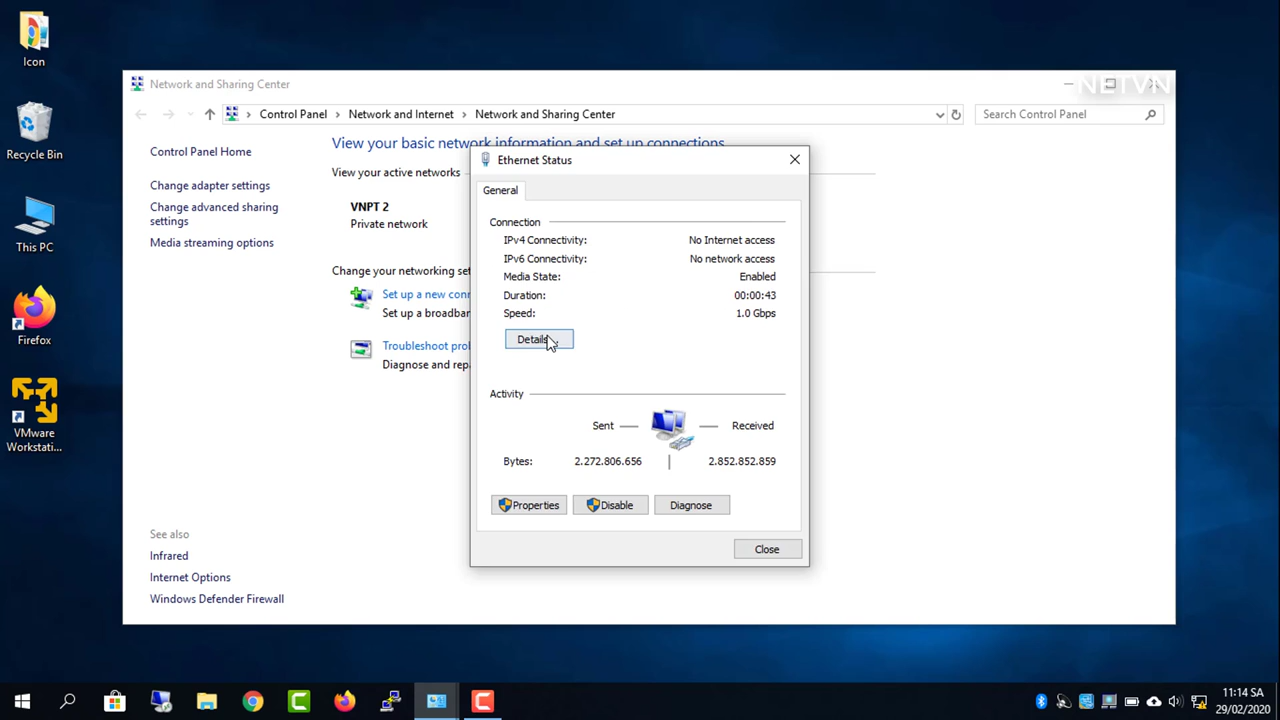 Icon
Recycle Bin
This PC
Firefox
VMware
Workstati...
Network and Sharing Center
NETVN
Control Panel > Network and Internet > Network and Sharing Center
Search Control Panel
Control Panel Home
Change adapter settings
Change advanced sharing
settings
Media streaming options
See also
Infrared
Internet Options
Windows Defender Firewall
View your basic network information and set up connections
View your active networks
VNPT 2
Private network
Change your networking set
Set up a new conn
Set up a broadban
Troubleshoot prol
Diagnose and repa
Ethernet Status
General
Connection
IPv4 Connectivity: No Internet access
IPv6 Connectivity: No network access
Media State: Enabled
Duration: 00:00:43
Speed: 1.0 Gbps
Details...
Activity
Sent — — Received
Bytes: 2.272.806.656 | 2.852.852.859
Properties Disable Diagnose
Close
11:14 SA
29/02/2020